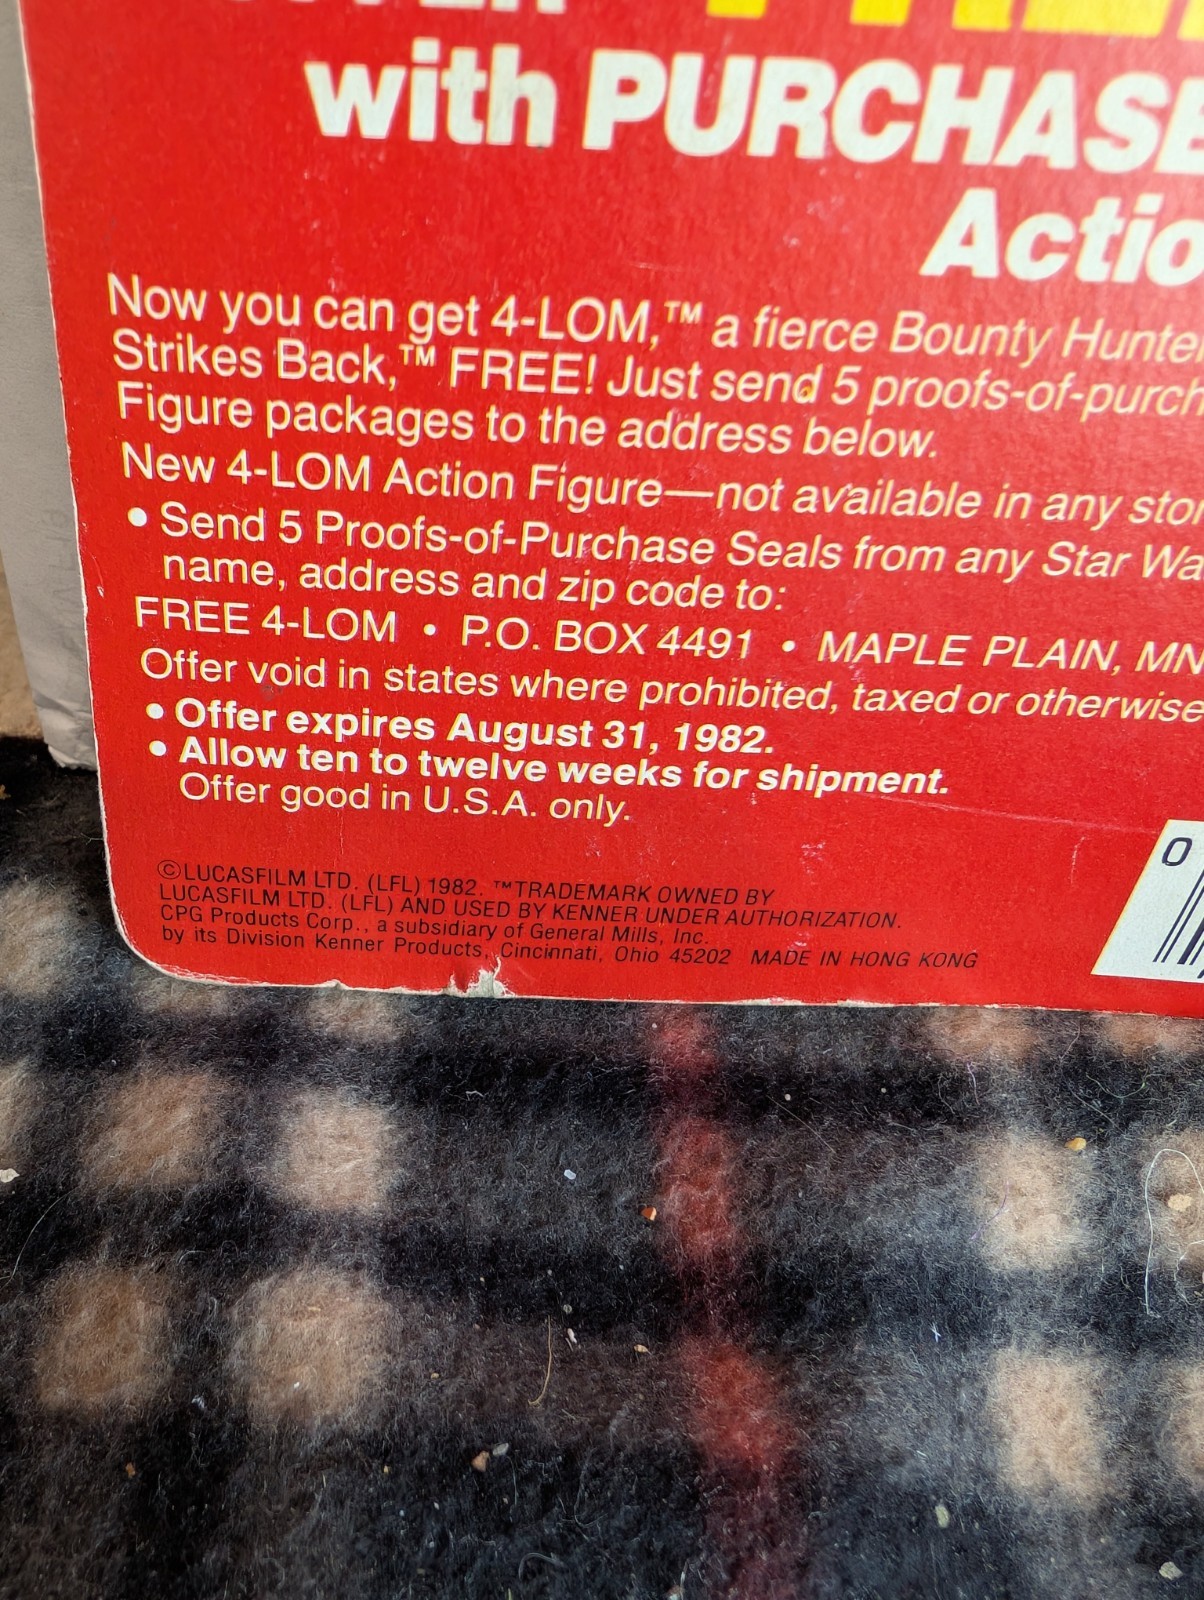 with PURCHASE
Actio
Now you can get 4-LOM,™ a fierce Bounty Hunte
Strikes Back,™ FREE! Just send 5 proofs-of-purch
Figure packages to the address below.
New 4-LOM Action Figure—not available in any sto
• Send 5 Proofs-of-Purchase Seals from any Star Wa
name, address and zip code to:
FREE 4-LOM • P.O. BOX 4491 • MAPLE PLAIN, MN
Offer void in states where prohibited, taxed or otherwise
• Offer expires August 31, 1982.
• Allow ten to twelve weeks for shipment.
Offer good in U.S.A. only.
0
©LUCASFILM LTD. (LFL) 1982. ™TRADEMARK OWNED BY
LUCASFILM LTD. (LFL) AND USED BY KENNER UNDER AUTHORIZATION.
CPG Products Corp., a subsidiary of General Mills, Inc.
by its Division Kenner Products, Cincinnati, Ohio 45202 MADE IN HONG KONG